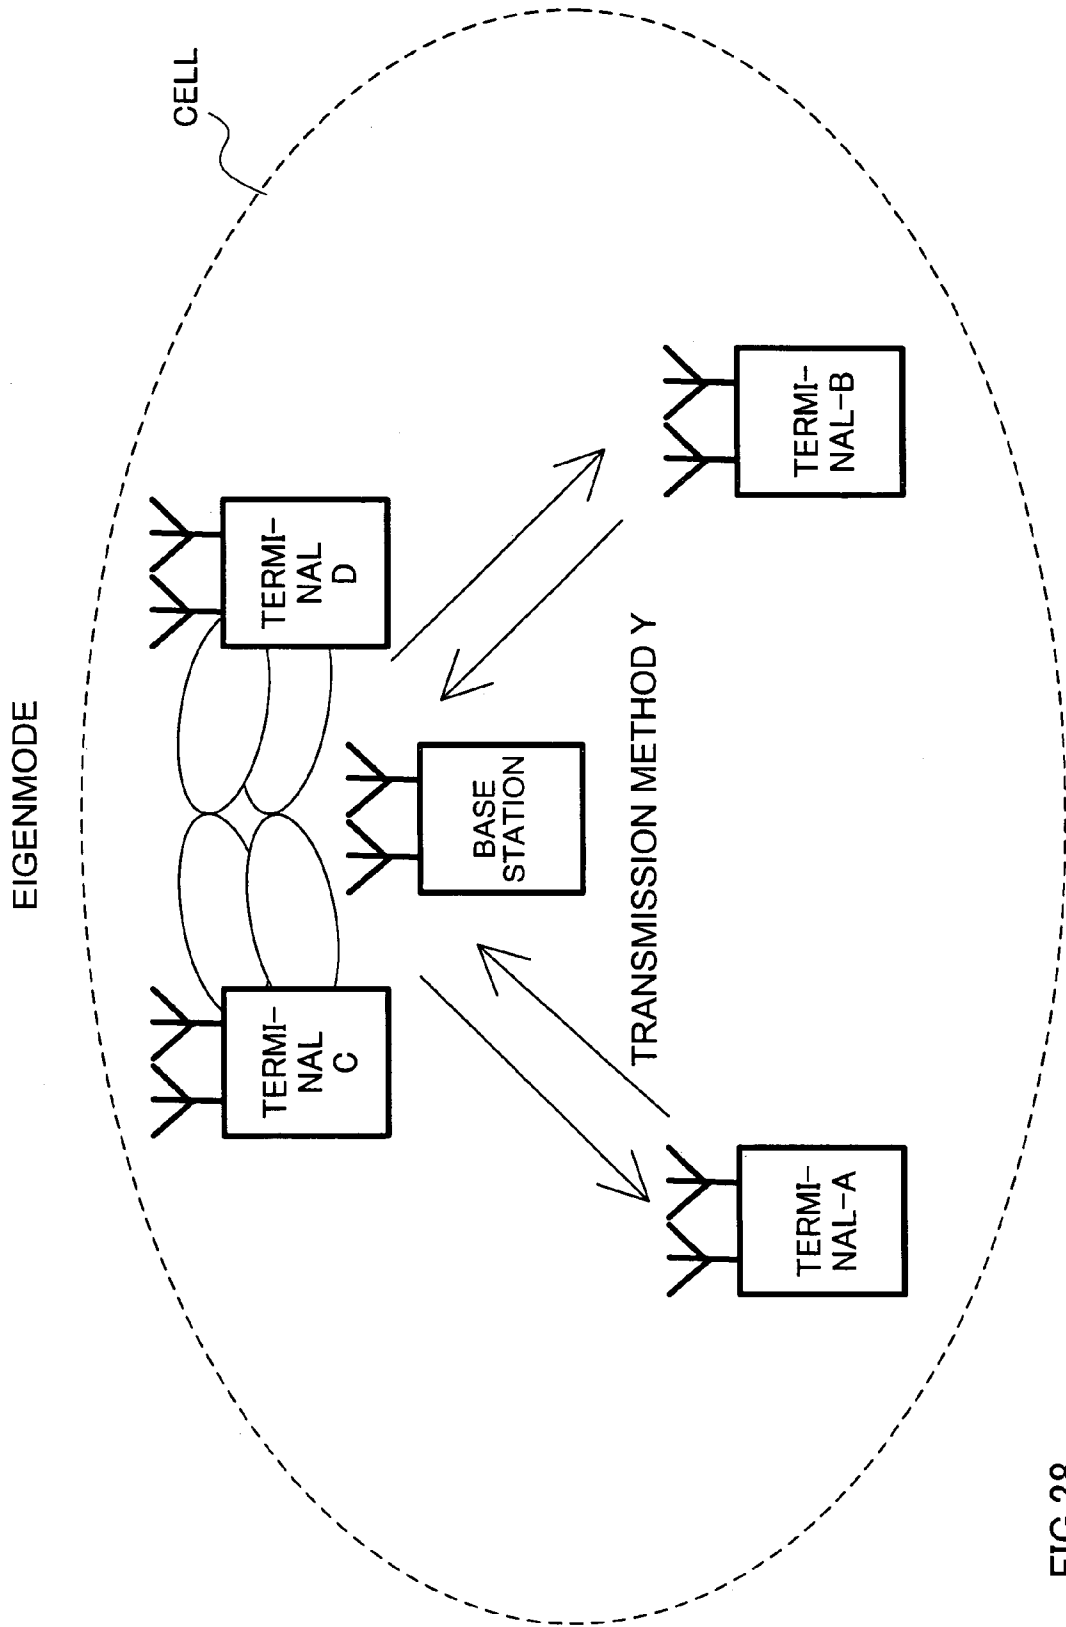 EIGENMODE
CELL
TERMI-
NAL
C
TERMI-
NAL
D
BASE
STATION
TRANSMISSION METHOD Y
TERMI-
NAL-A
TERMI-
NAL-B
FIG.28